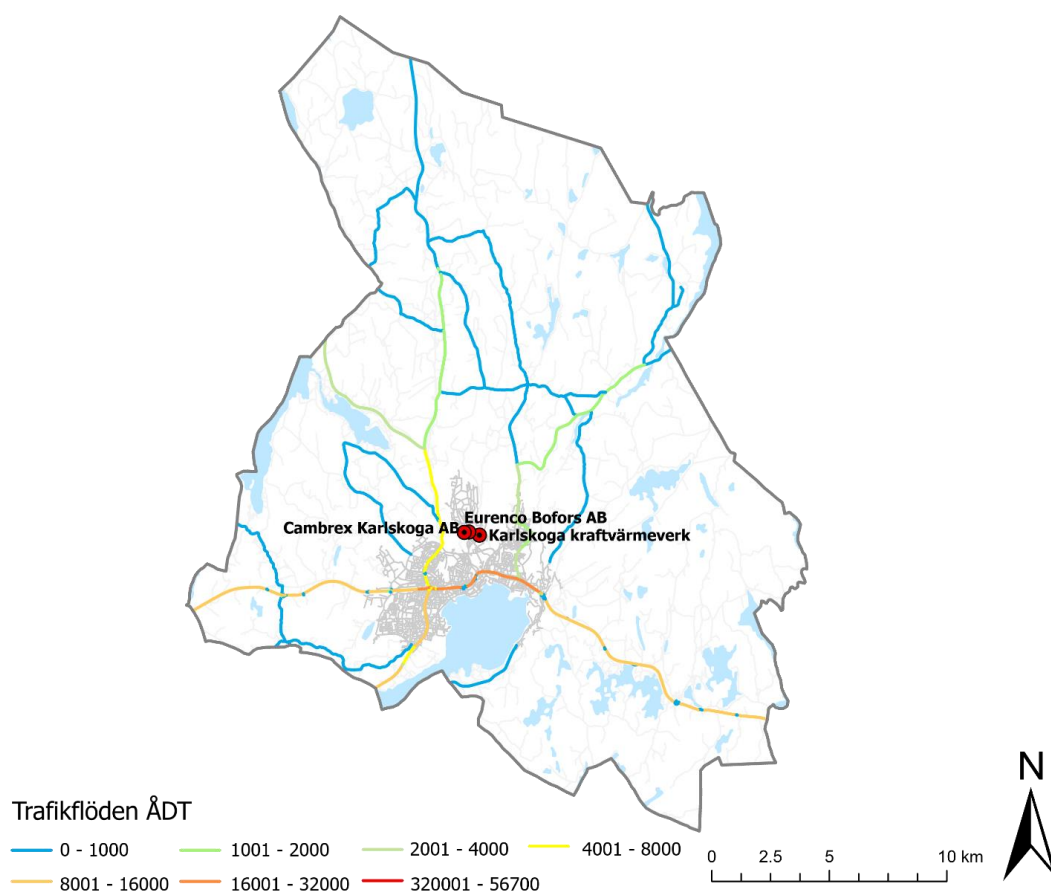 Eurenco Bofors AB
Cambrex Karlskoga AB
Karlskoga kraftvärmeverk
N
Trafikflöden ÅDT
0 - 1000 1001 - 2000 2001 - 4000 4001 - 8000
8001 - 16000 16001 - 32000 320001 - 56700
0 2.5 5 10 km